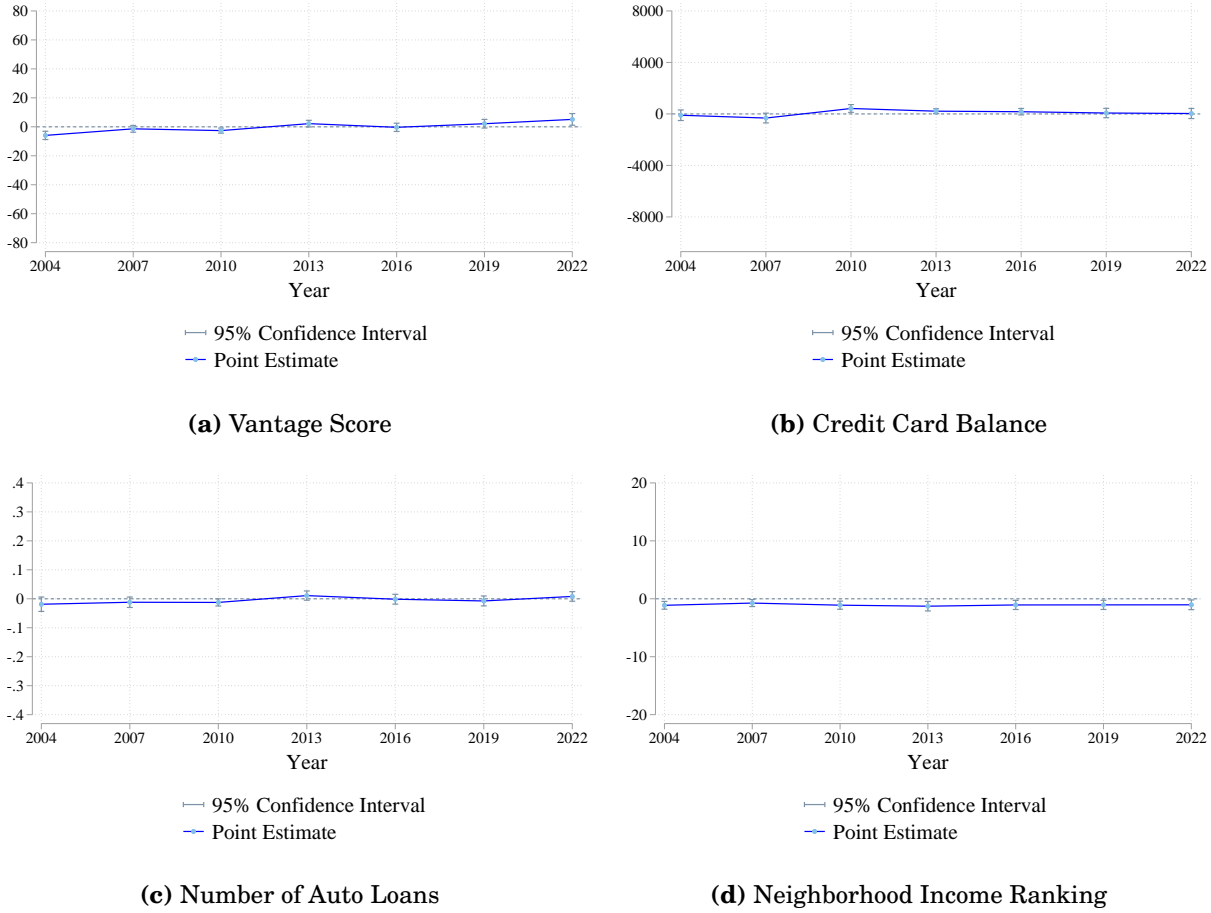 80
60
40
20
0
-20
-40
-60
-80
2004 2007 2010 2013 2016 2019 2022
Year
95% Confidence Interval
Point Estimate
(a) Vantage Score
8000
4000
0
-4000
-8000
2004 2007 2010 2013 2016 2019 2022
Year
95% Confidence Interval
Point Estimate
(b) Credit Card Balance
.4
.3
.2
.1
0
-.1
-.2
-.3
-.4
2004 2007 2010 2013 2016 2019 2022
Year
95% Confidence Interval
Point Estimate
(c) Number of Auto Loans
20
10
0
-10
-20
2004 2007 2010 2013 2016 2019 2022
Year
95% Confidence Interval
Point Estimate
(d) Neighborhood Income Ranking